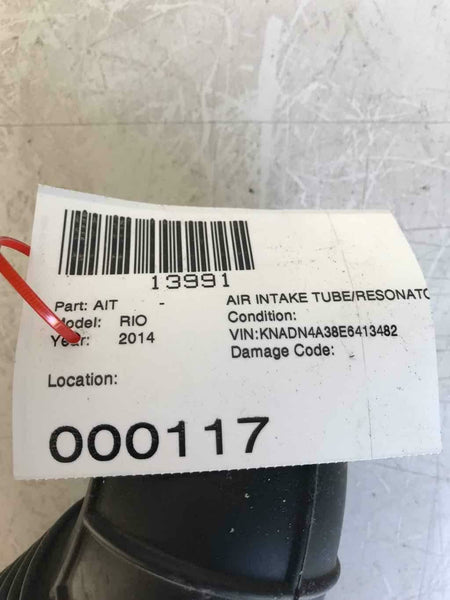 13991
Part: AIT - AIR INTAKE TUBE/RESONATO
Model: RIO Condition:
Year: 2014 VIN:KNADN4A38E6413482
Damage Code:
Location:
000117